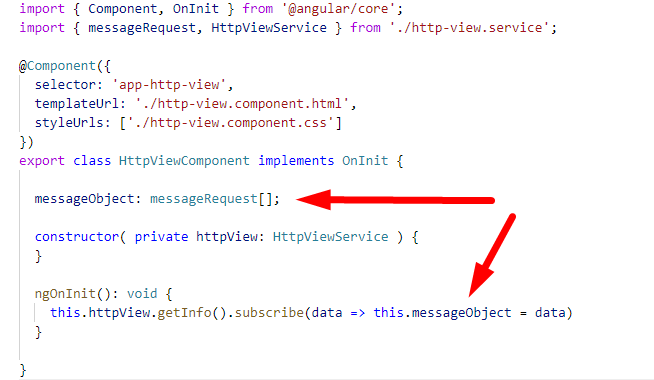 import { Component, OnInit } from '@angular/core';
import { messageRequest, HttpViewService } from './http-view.service';
@Component({
selector: 'app-http-view',
templateUrl: './http-view.component.html',
styleUrls: ['./http-view.component.css']
})
export class HttpViewComponent implements OnInit {
messageObject: messageRequest[];
constructor( private httpView: HttpViewService ) {
}
ngOnInit(): void {
this.httpView.getInfo().subscribe(data => this.messageObject = data)
}
}